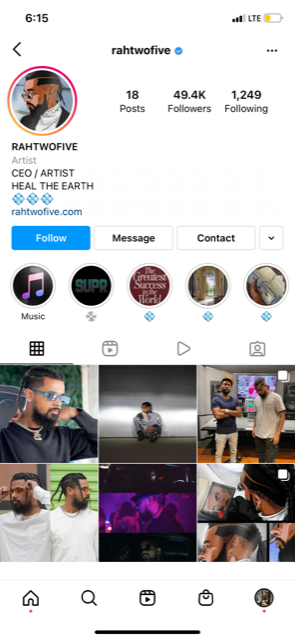 6:15
LTE
rahtwofive
18
49.4K
1,249
Posts
Followers
Following
RAHTWOFIVE
Artist
CEO / ARTIST
HEAL THE EARTH
rahtwofive.com
Follow
Message
Contact
SUPR
The
Greatest
Success
in the
World
Music